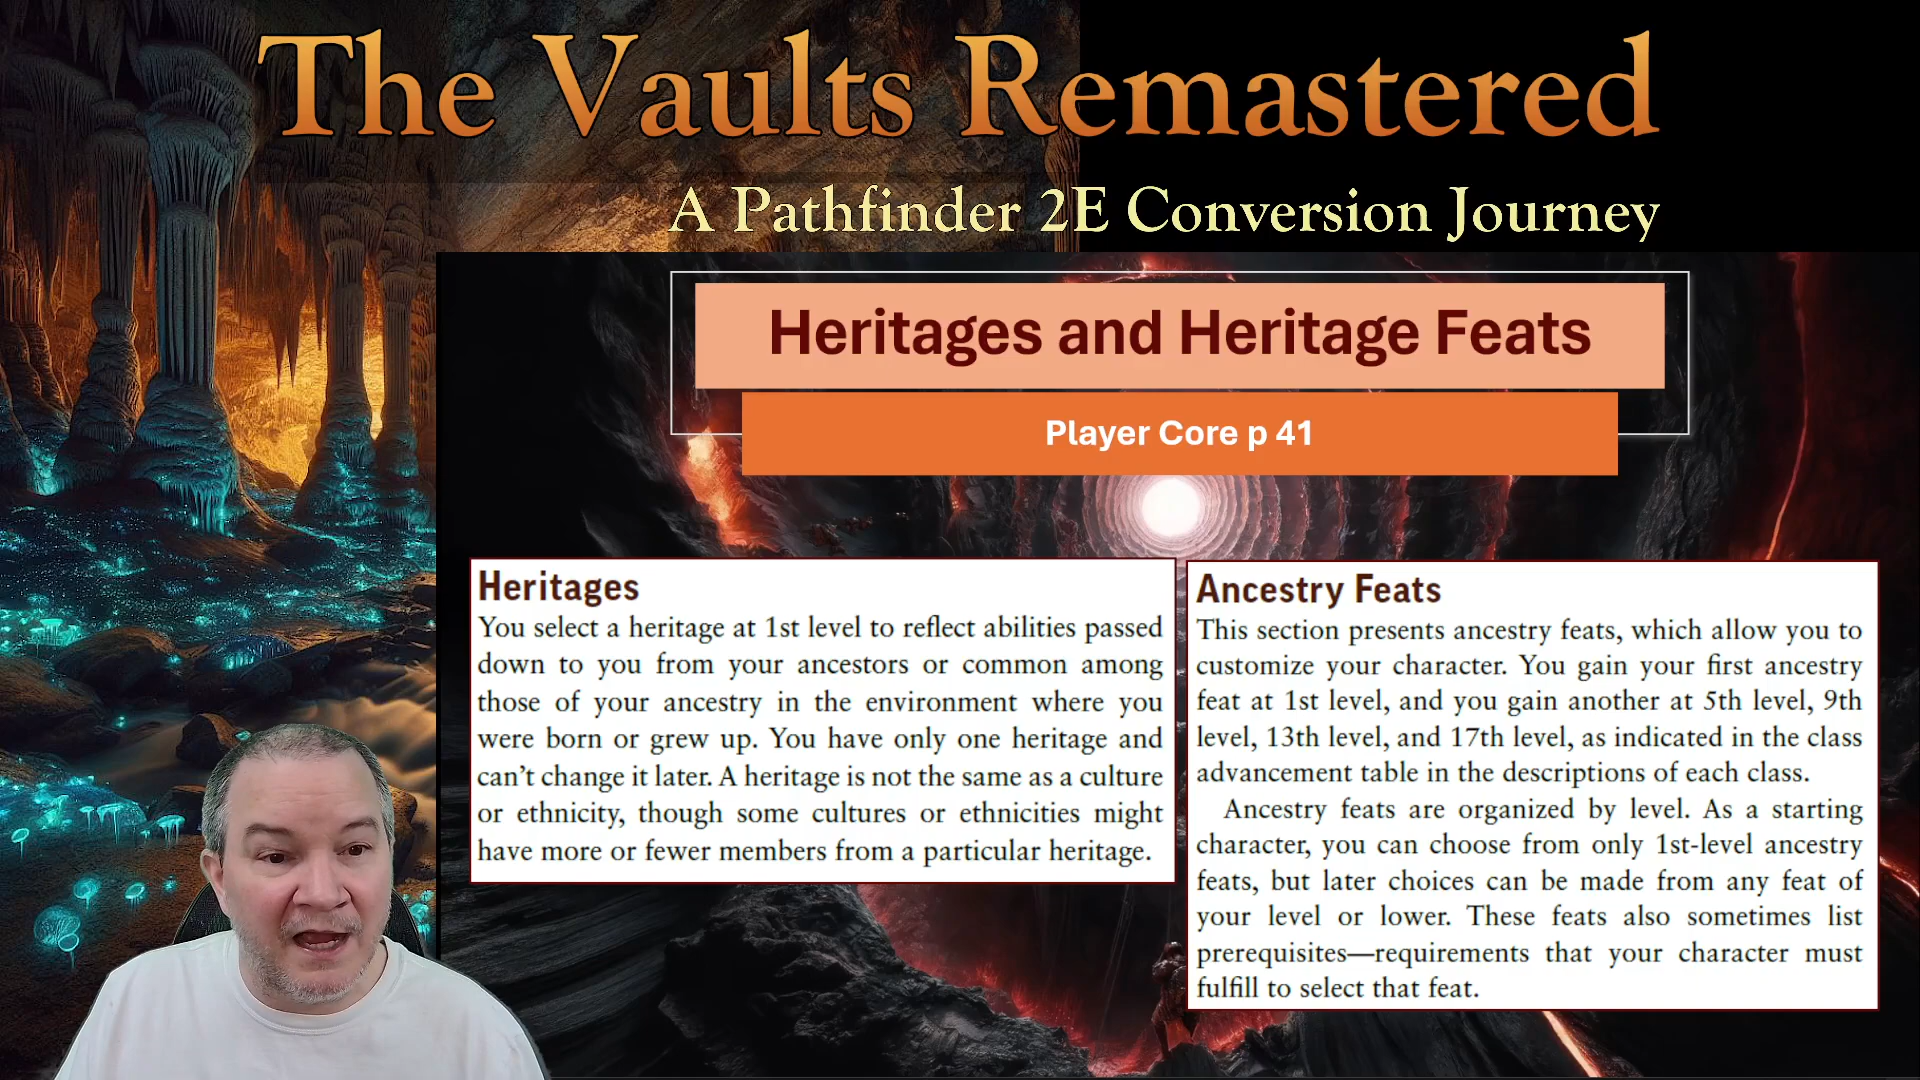 The Vaults Remastered
A Pathfinder 2E Conversion Journey
Heritages and Heritage Feats
Player Core p 41
Heritages
You select a heritage at 1st level to reflect abilities passed
down to you from your ancestors or common among
those of your ancestry in the environment where you
were born or grew up. You have only one heritage and
can’t change it later. A heritage is not the same as a culture
or ethnicity, though some cultures or ethnicities might
have more or fewer members from a particular heritage.
Ancestry Feats
This section presents ancestry feats, which allow you to
customize your character. You gain your first ancestry
feat at 1st level, and you gain another at 5th level, 9th
level, 13th level, and 17th level, as indicated in the class
advancement table in the descriptions of each class.
Ancestry feats are organized by level. As a starting
character, you can choose from only 1st-level ancestry
feats, but later choices can be made from any feat of
your level or lower. These feats also sometimes list
prerequisites—requirements that your character must
fulfill to select that feat.